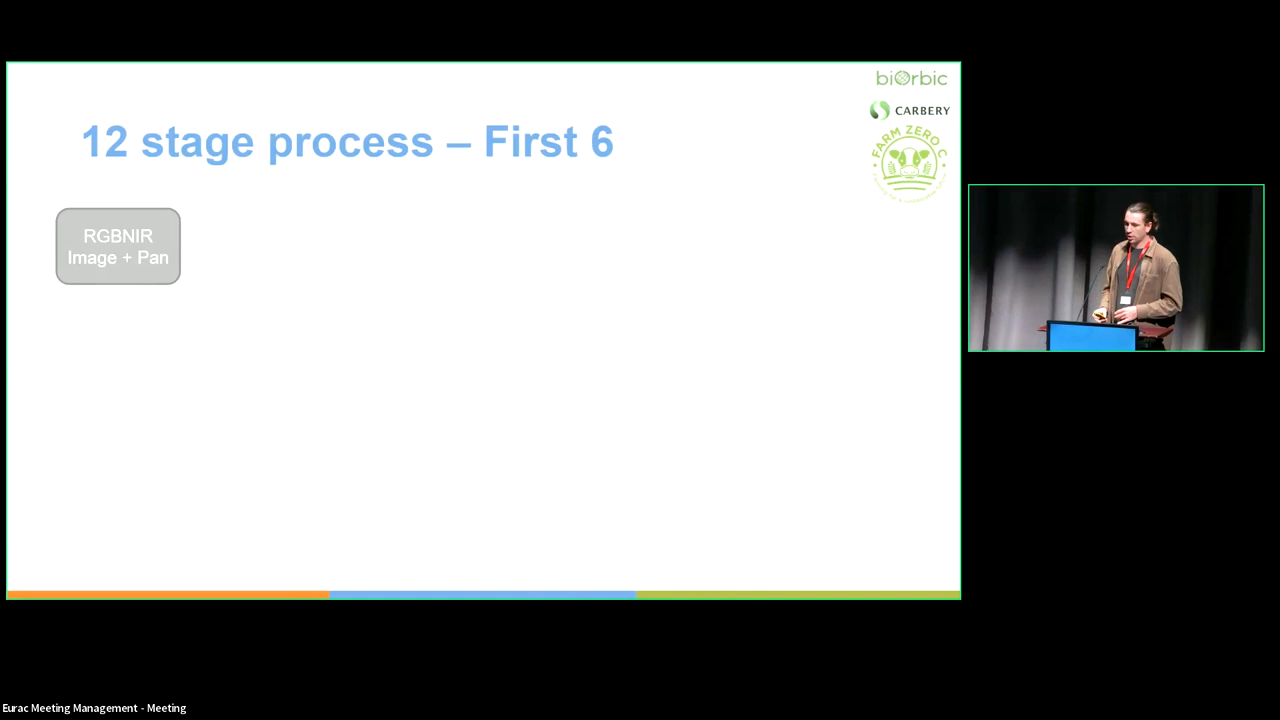 biOrbic
CARBERY
12 stage process – First 6
FARM ZERO C
RGBNIR
Image + Pan
Eurac Meeting Management - Meeting